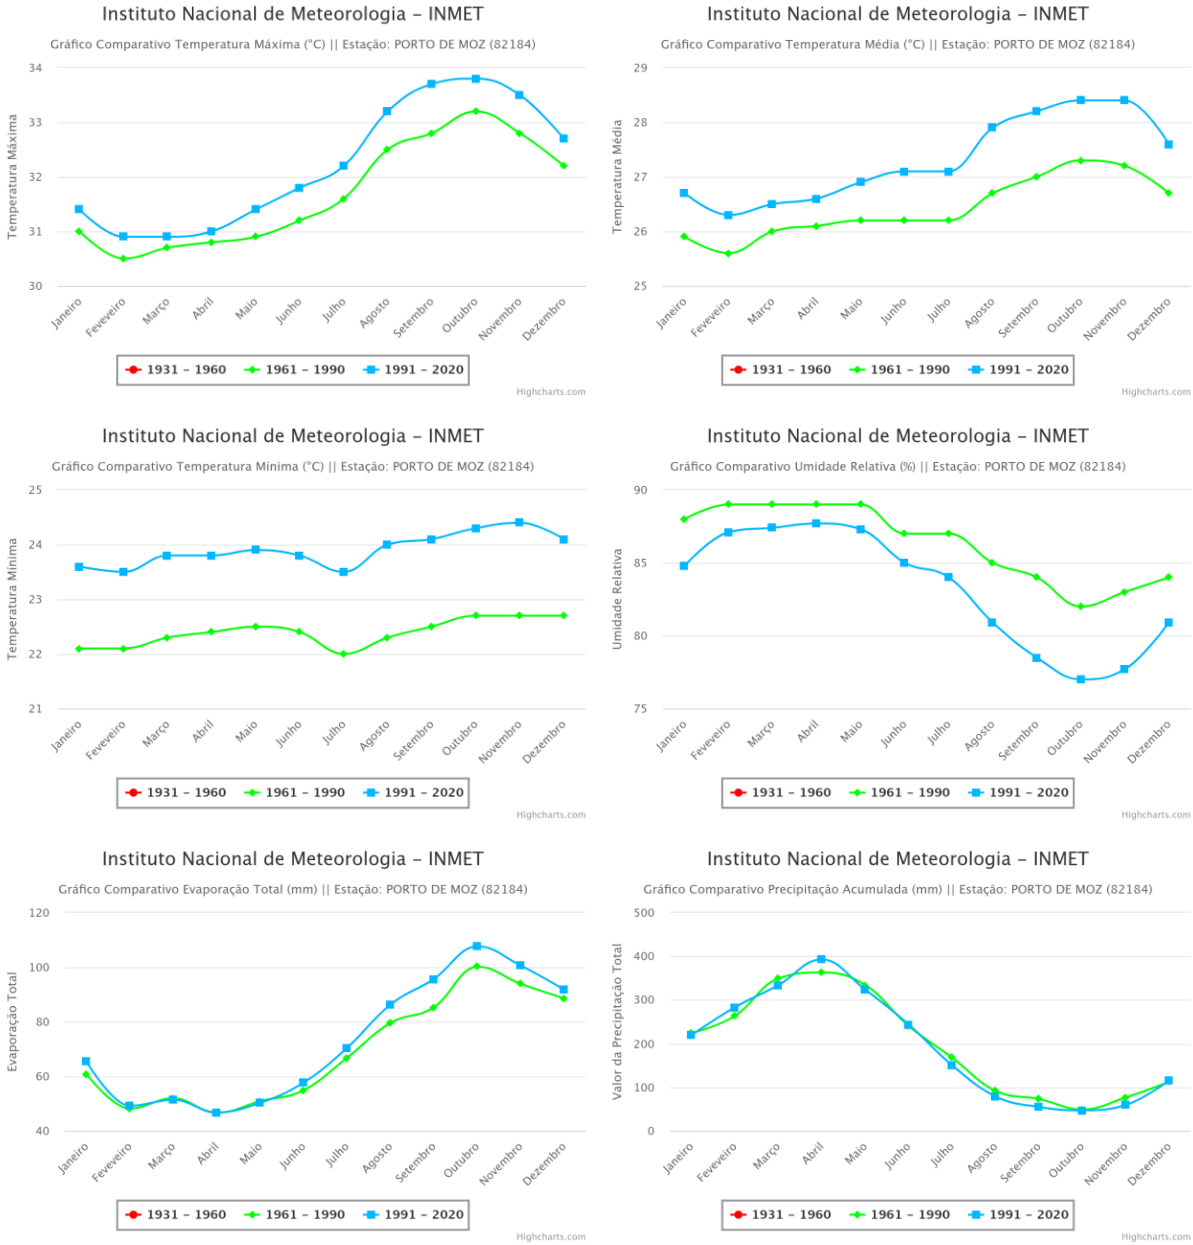 Instituto Nacional de Meteorologia - INMET
Gráfico Comparativo Temperatura Máxima (°C) || Estação: PORTO DE MOZ (82184)
Temperatura Máxima
34
33
32
31
30
Janeiro Feveveiro Março Abril Maio Junho Julho Agosto Setembro Outubro Novembro Dezembro
1931 - 1960 1961 - 1990 1991 - 2020
Highcharts.com
Instituto Nacional de Meteorologia - INMET
Gráfico Comparativo Temperatura Média (°C) || Estação: PORTO DE MOZ (82184)
Temperatura Média
29
28
27
26
25
Janeiro Feveveiro Março Abril Maio Junho Julho Agosto Setembro Outubro Novembro Dezembro
1931 - 1960 1961 - 1990 1991 - 2020
Highcharts.com
Instituto Nacional de Meteorologia - INMET
Gráfico Comparativo Temperatura Mínima (°C) || Estação: PORTO DE MOZ (82184)
Temperatura Mínima
25
24
23
22
21
Janeiro Feveveiro Março Abril Maio Junho Julho Agosto Setembro Outubro Novembro Dezembro
1931 - 1960 1961 - 1990 1991 - 2020
Highcharts.com
Instituto Nacional de Meteorologia - INMET
Gráfico Comparativo Umidade Relativa (%) || Estação: PORTO DE MOZ (82184)
Umidade Relativa
90
85
80
75
Janeiro Feveveiro Março Abril Maio Junho Julho Agosto Setembro Outubro Novembro Dezembro
1931 - 1960 1961 - 1990 1991 - 2020
Highcharts.com
Instituto Nacional de Meteorologia - INMET
Gráfico Comparativo Evaporação Total (mm) || Estação: PORTO DE MOZ (82184)
Evaporação Total
120
100
80
60
40
Janeiro Feveveiro Março Abril Maio Junho Julho Agosto Setembro Outubro Novembro Dezembro
1931 - 1960 1961 - 1990 1991 - 2020
Highcharts.com
Instituto Nacional de Meteorologia - INMET
Gráfico Comparativo Precipitação Acumulada (mm) || Estação: PORTO DE MOZ (82184)
Valor da Precipitação Total
500
400
300
200
100
0
Janeiro Feveveiro Março Abril Maio Junho Julho Agosto Setembro Outubro Novembro Dezembro
1931 - 1960 1961 - 1990 1991 - 2020
Highcharts.com